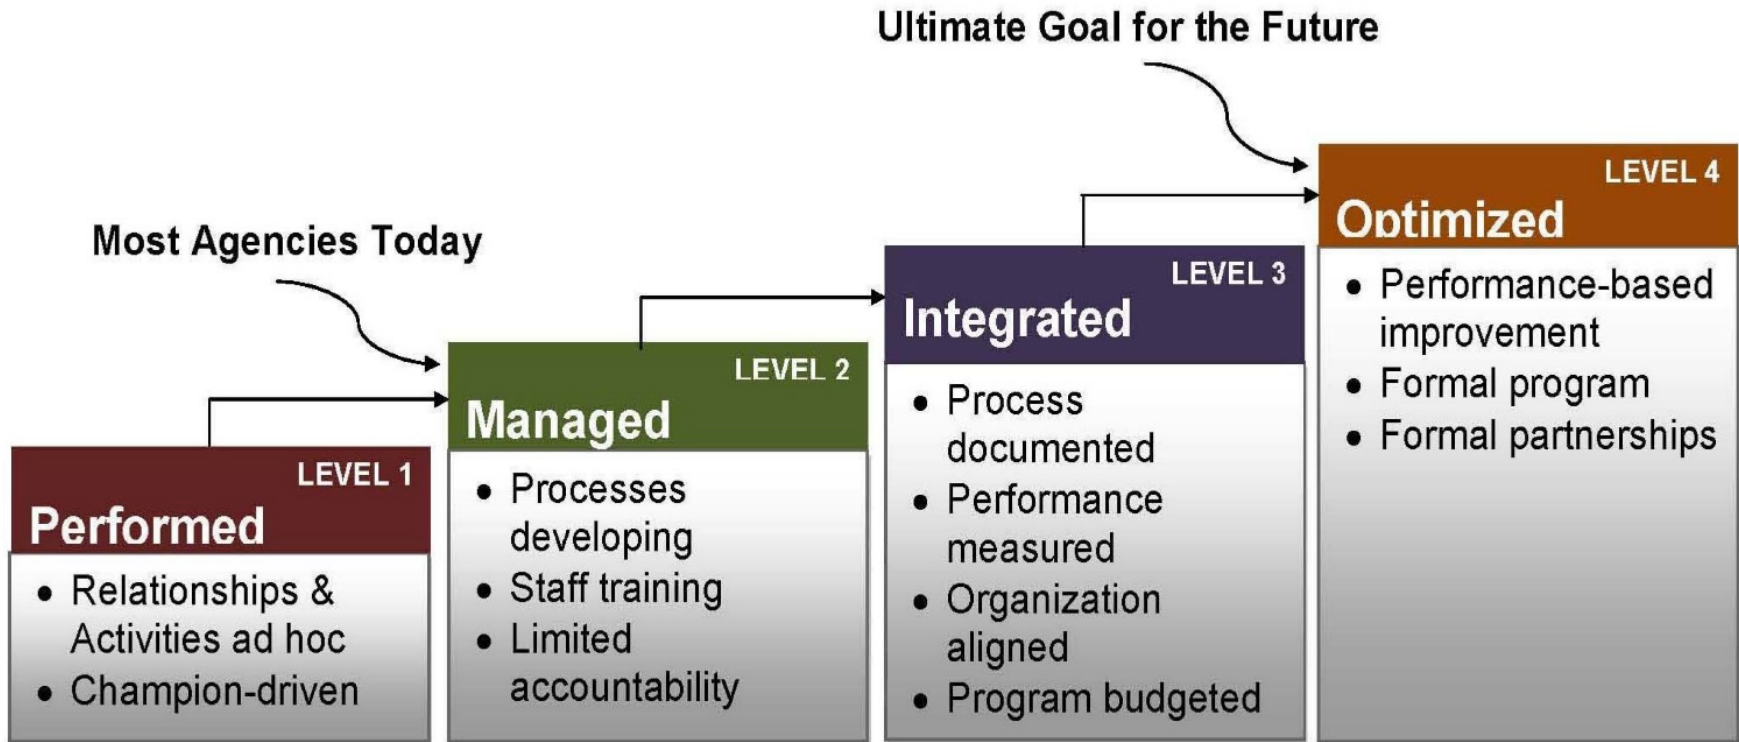 Ultimate Goal for the Future
Most Agencies Today
LEVEL 1
Performed
• Relationships &
Activities ad hoc
• Champion-driven
LEVEL 2
Managed
• Processes
developing
• Staff training
• Limited
accountability
LEVEL 3
Integrated
• Process
documented
• Performance
measured
• Organization
aligned
• Program budgeted
LEVEL 4
Optimized
• Performance-based
improvement
• Formal program
• Formal partnerships